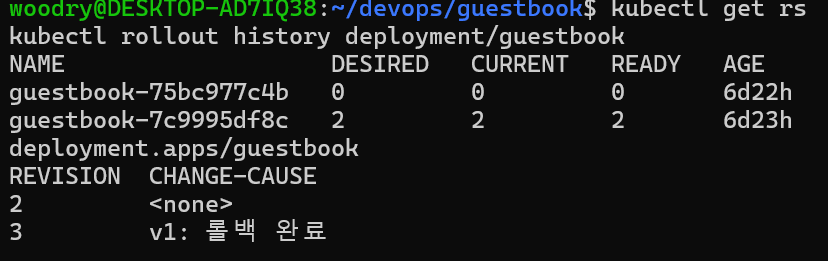 woodry@DESKTOP-AD7IQ38:~/devops/guestbook$ kubectl get rs
kubectl rollout history deployment/guestbook
NAME DESIRED CURRENT READY AGE
guestbook-75bc977c4b 0 0 0 6d22h
guestbook-7c9995df8c 2 2 2 6d23h
deployment.apps/guestbook
REVISION CHANGE-CAUSE
2 <none>
3 v1: 롤백 완료